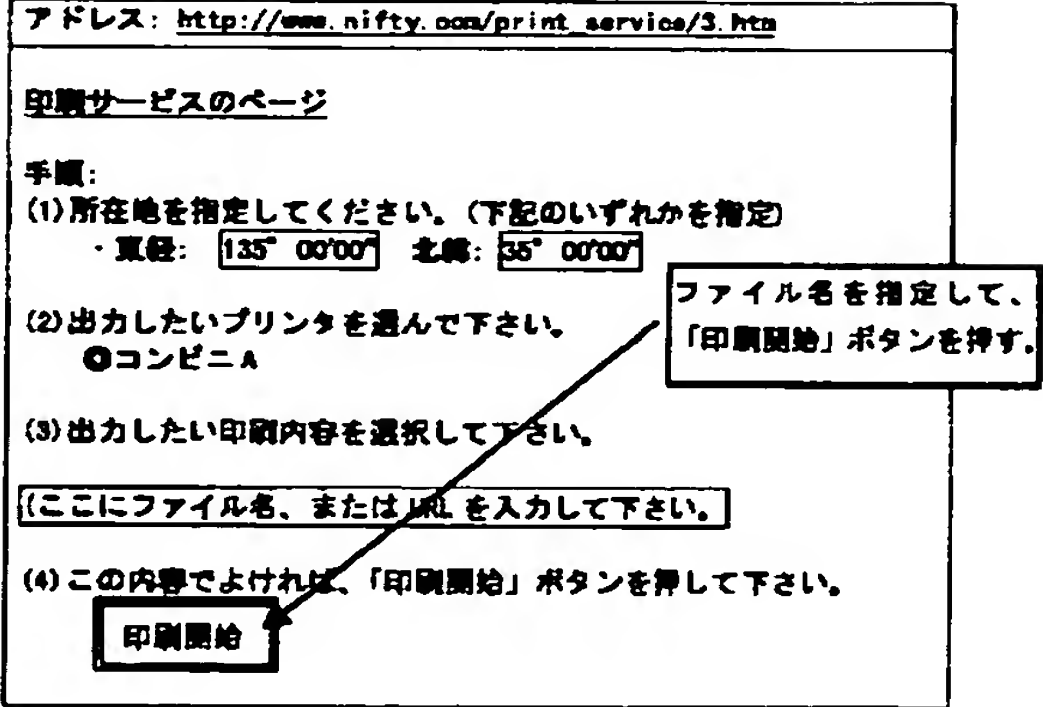 アドレス: http://www.nifty.com/print_service/3.htm
印刷サービスのページ
手順:
(1)所在地を指定してください。(下記のいずれかを指定)
・東経: 135° 00'00" 北緯: 35° 00'00"
ファイル名を指定して、
「印刷開始」ボタンを押す。
(2)出力したいプリンタを選んで下さい。
◎コンビニA
(3)出力したい印刷内容を選択して下さい。
(ここにファイル名、または URL を入力して下さい。
(4)この内容でよければ、「印刷開始」ボタンを押して下さい。
印刷開始